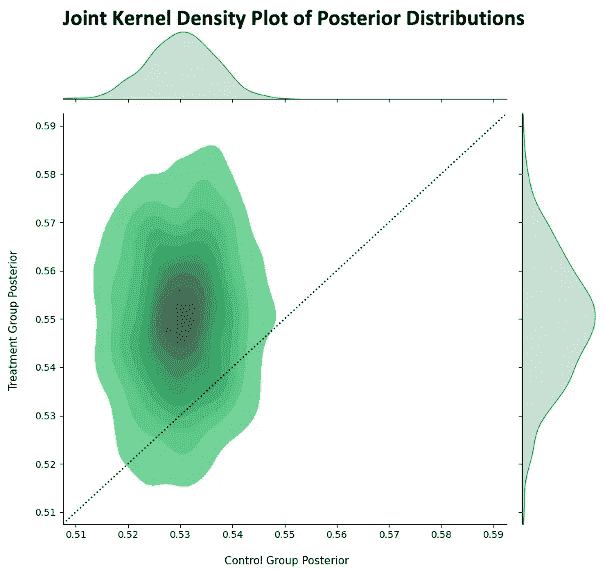 Joint Kernel Density Plot of Posterior Distributions
0.59
0.58
0.57
0.56
0.55
0.54
0.53
0.52
0.51
Treatment Group Posterior
0.51 0.52 0.53 0.54 0.55 0.56 0.57 0.58 0.59
Control Group Posterior